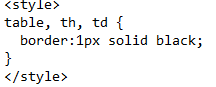 <style>
table, th, td {
  border:1px solid black;
}
</style>